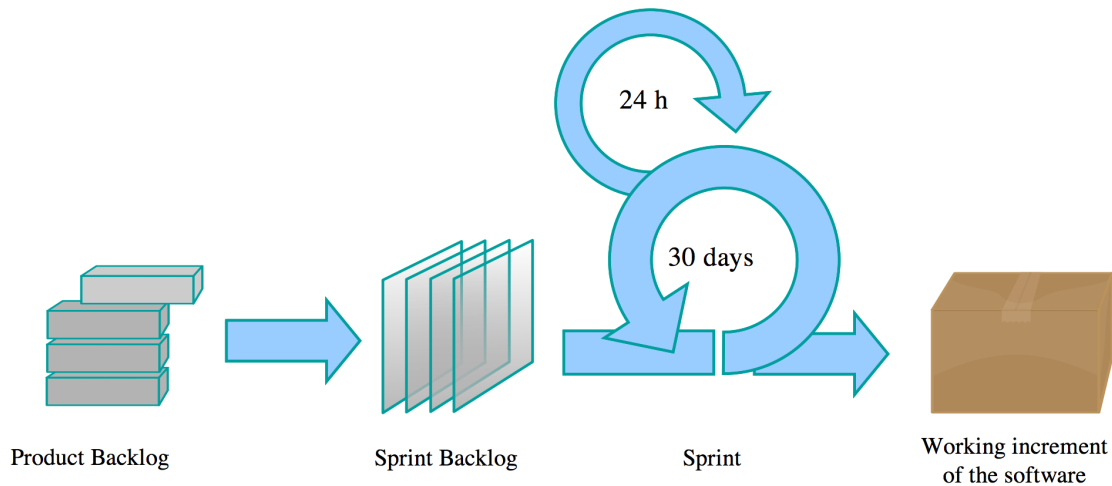 24 h
30 days
Product Backlog
Sprint Backlog
Sprint
Working increment
of the software